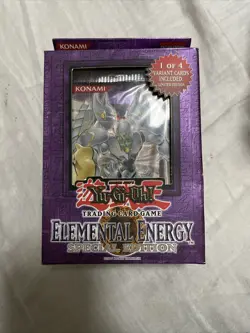 KONAMI
1 of 4
VARIANT CARDS
INCLUDED
KONAMI
Yu-Gi-Oh!
TRADING CARD GAME
ELEMENTAL ENERGY
SPECIAL EDITION